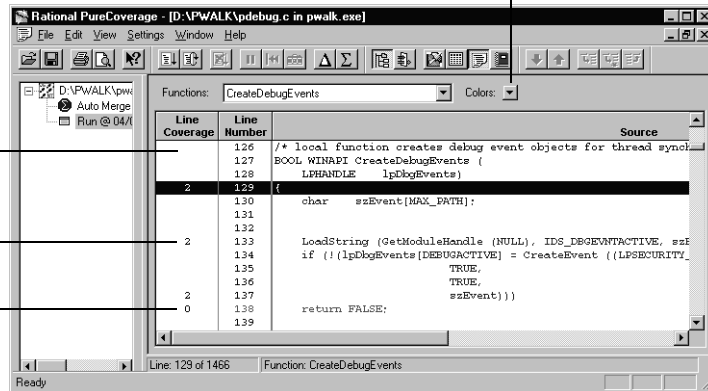 Rational PureCoverage - [D:\PWALK\pdebug.c in pwalk.exe]
File Edit View Settings Window Help
D:\PWALK\pwa
Auto Merge
Run @ 04/0
Functions: CreateDebugEvents Colors:
Line Coverage Line Number Source
126 /* local function creates debug event objects for thread synch
127 BOOL WINAPI CreateDebugEvents (
128 LPHANDLE lpDbgEvents)
2 129 {
130 char szEvent[MAX_PATH];
131
132
2 133 LoadString (GetModuleHandle (NULL), IDS_DBGEVNTACTIVE, szE
134 if (!(lpDbgEvents[DEBUGACTIVE] = CreateEvent ((LPSECURITY_
135 TRUE,
136 TRUE,
2 137 szEvent)))
0 138 return FALSE;
139
Line: 129 of 1466 Function: CreateDebugEvents
Ready